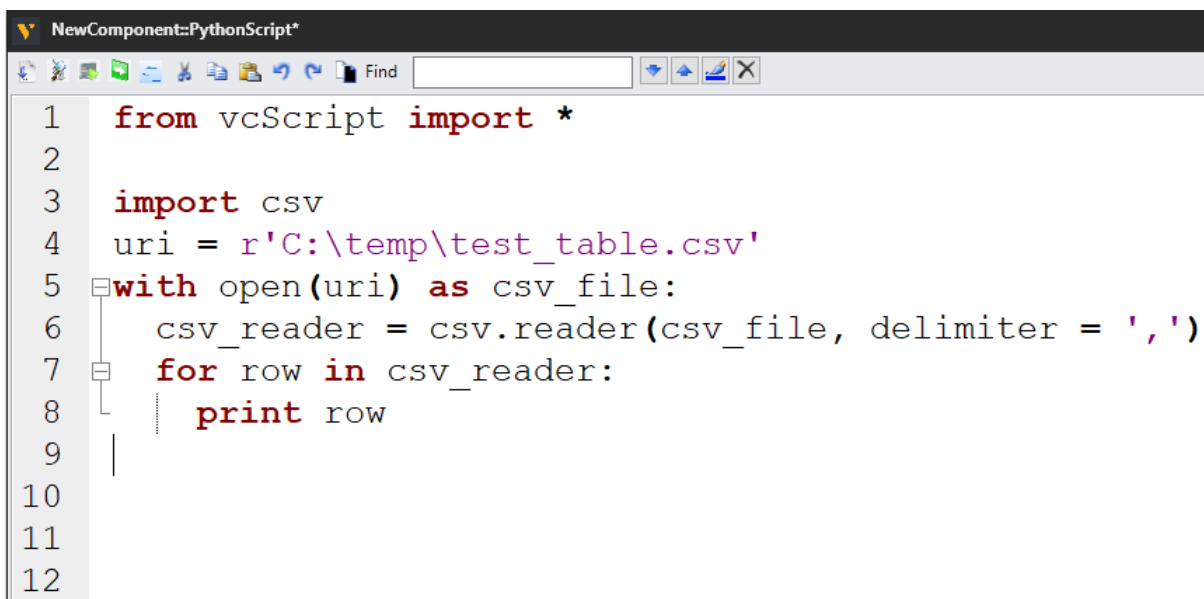 NewComponent::PythonScript*
Find
1 from vcScript import *
2
3 import csv
4 uri = r'C:\temp\test_table.csv'
5 with open(uri) as csv_file:
6   csv_reader = csv.reader(csv_file, delimiter = ',')
7   for row in csv_reader:
8     print row
9
10
11
12